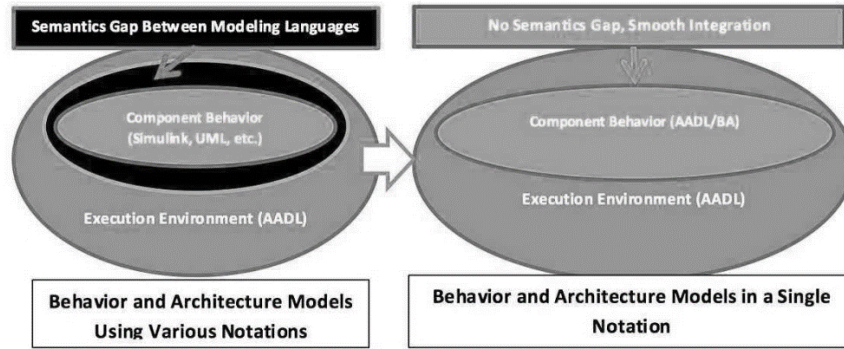 Semantics Gap Between Modeling Languages
Component Behavior
(Simulink, UML, etc.)
Execution Environment (AADL)
Behavior and Architecture Models
Using Various Notations
No Semantics Gap, Smooth Integration
Component Behavior (AADL/BA)
Execution Environment (AADL)
Behavior and Architecture Models in a Single
Notation